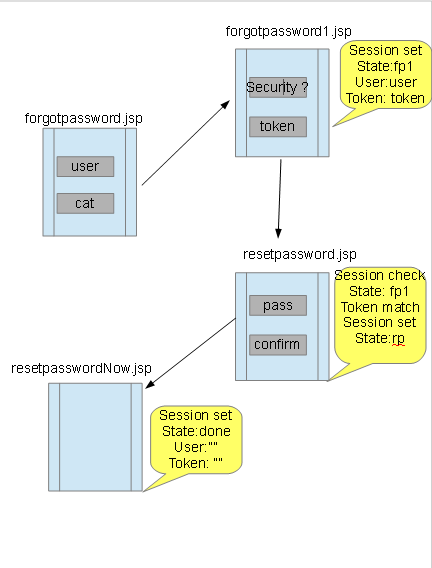 forgotpassword1.jsp
Session set
State:fp1
User:user
Token: token
Security ?
token
forgotpassword.jsp
user
cat
resetpassword.jsp
Session check
State: fp1
Token match
Session set
State:rp
pass
confirm
resetpasswordNow.jsp
Session set
State:done
User:""
Token: ""